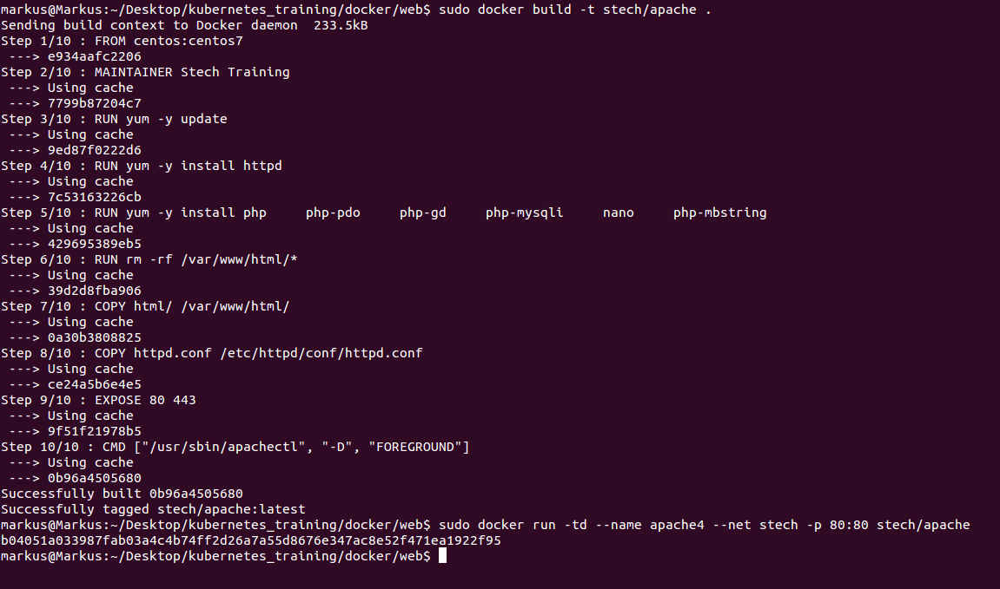 markus@Markus:~/Desktop/kubernetes_training/docker/web$ sudo docker build -t stech/apache .
Sending build context to Docker daemon  233.5kB
Step 1/10 : FROM centos:centos7
 ---> e934aafc2206
Step 2/10 : MAINTAINER Stech Training
 ---> Using cache
 ---> 7799b87204c7
Step 3/10 : RUN yum -y update
 ---> Using cache
 ---> 9ed87f0222d6
Step 4/10 : RUN yum -y install httpd
 ---> Using cache
 ---> 7c53163226cb
Step 5/10 : RUN yum -y install php     php-pdo     php-gd     php-mysqli     nano     php-mbstring
 ---> Using cache
 ---> 429695389eb5
Step 6/10 : RUN rm -rf /var/www/html/*
 ---> Using cache
 ---> 39d2d8fba906
Step 7/10 : COPY html/ /var/www/html/
 ---> Using cache
 ---> 0a30b3808825
Step 8/10 : COPY httpd.conf /etc/httpd/conf/httpd.conf
 ---> Using cache
 ---> ce24a5b6e4e5
Step 9/10 : EXPOSE 80 443
 ---> Using cache
 ---> 9f51f21978b5
Step 10/10 : CMD ["/usr/sbin/apachectl", "-D", "FOREGROUND"]
 ---> Using cache
 ---> 0b96a4505680
Successfully built 0b96a4505680
Successfully tagged stech/apache:latest
markus@Markus:~/Desktop/kubernetes_training/docker/web$ sudo docker run -td --name apache4 --net stech -p 80:80 stech/apache
b04051a033987fab03a4c4b74ff2d26a7a55d8676e347ac8e52f471ea1922f95
markus@Markus:~/Desktop/kubernetes_training/docker/web$